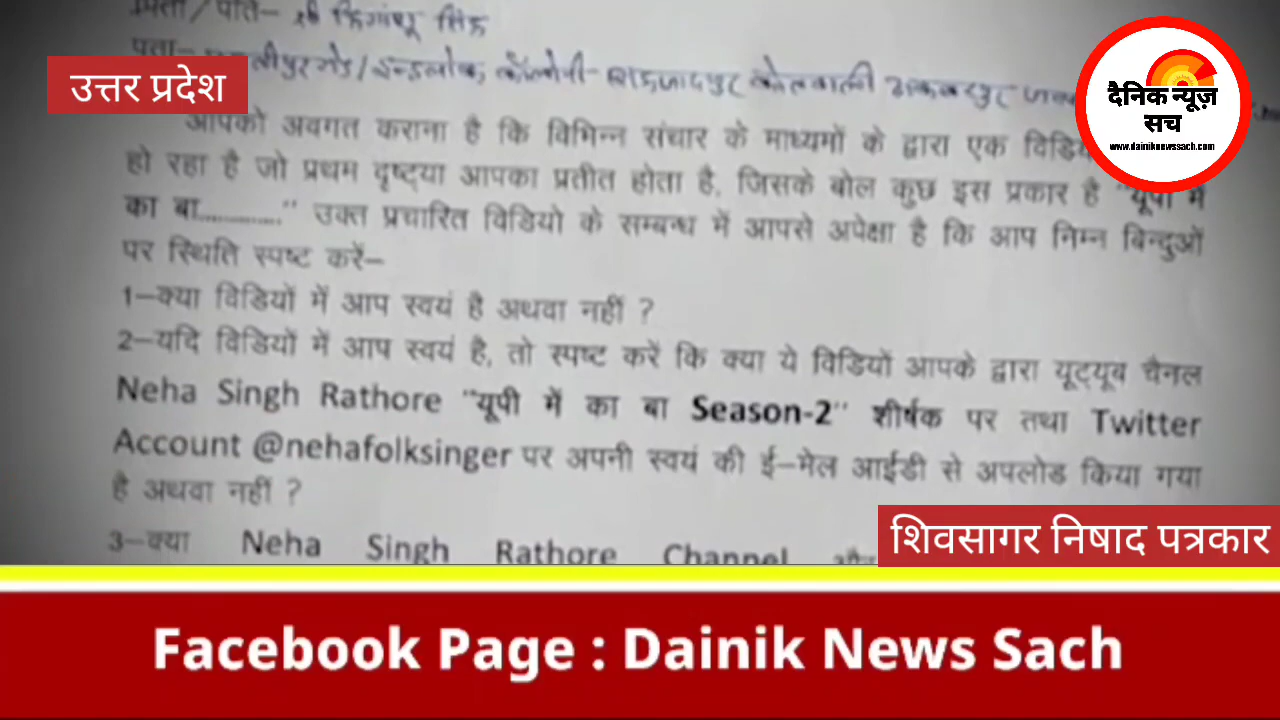 पिता/पति–
सिंह
पता–
उत्तर प्रदेश
दैनिक न्यूज़
सच
www.dainiknewssach.com
आपको अवगत कराना है कि विभिन्न संचार के माध्यमों के द्वारा एक
हो रहा है जो प्रथम दृष्ट्या आपका प्रतीत होता है, जिसके बोल कुछ इस प्रकार है "यूपी में
का बा............." उक्त प्रचारित विडियो के सम्बन्ध में आपसे अपेक्षा है कि आप निम्न बिन्दुओं
पर स्थिति स्पष्ट करें–
1–क्या विडियों में आप स्वयं है अथवा नहीं ?
2–यदि विडियों में आप स्वयं है, तो स्पष्ट करें कि क्या ये विडियों आपके द्वारा यूट्यूब चैनल
Neha Singh Rathore "यूपी में का बा Season-2" शीर्षक पर तथा Twitter
Account @nehafolksinger पर अपनी स्वयं की ई–मेल आईडी से अपलोड किया गया
है अथवा नहीं ?
3–क्या Neha Singh Rathore Channel
शिवसागर निषाद पत्रकार
Facebook Page : Dainik News Sach